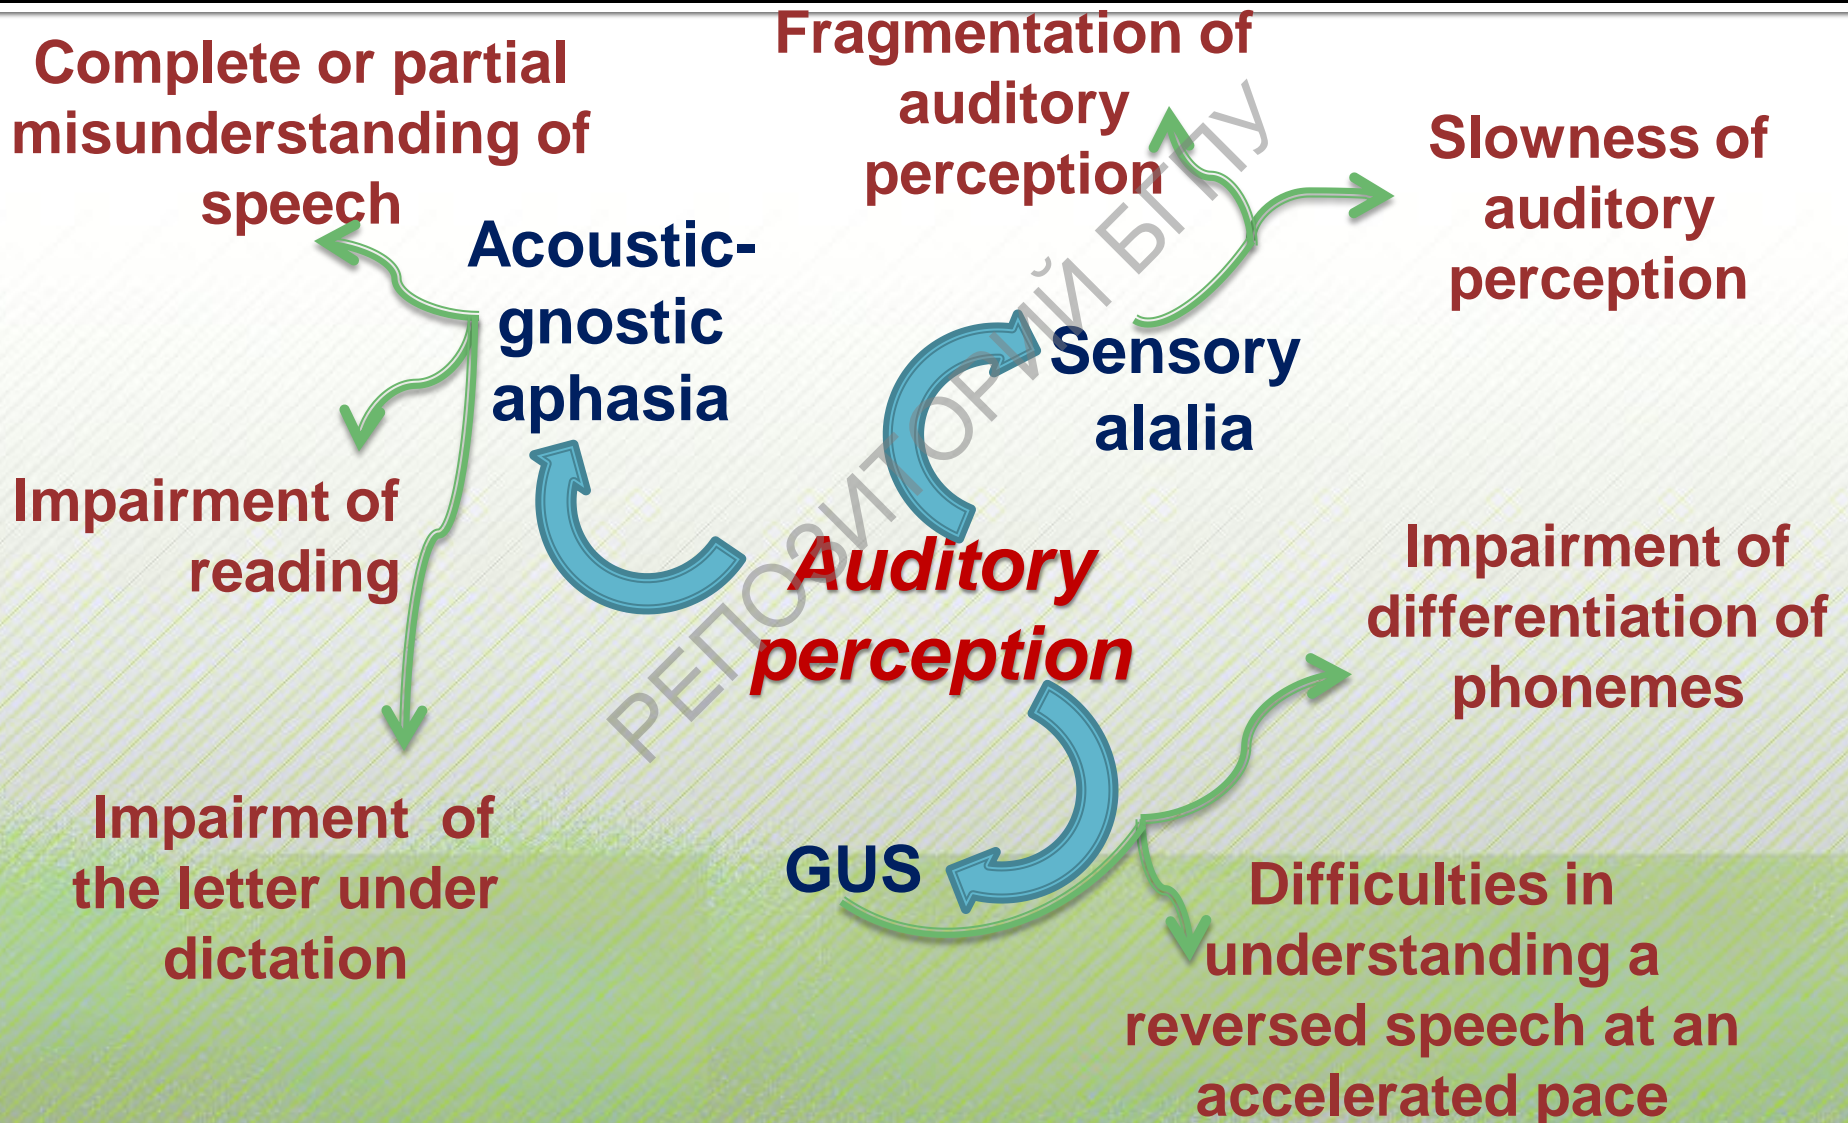 Complete or partial
misunderstanding of
speech
Fragmentation of
auditory
perception
Slowness of
auditory
perception
Acoustic-
gnostic
aphasia
Sensory
alalia
Impairment of
reading
Auditory
perception
Impairment of
differentiation of
phonemes
Impairment  of
the letter under
dictation
GUS
Difficulties in
understanding a
reversed speech at an
accelerated pace
РЕПОЗИТОРИЙ БГПУ